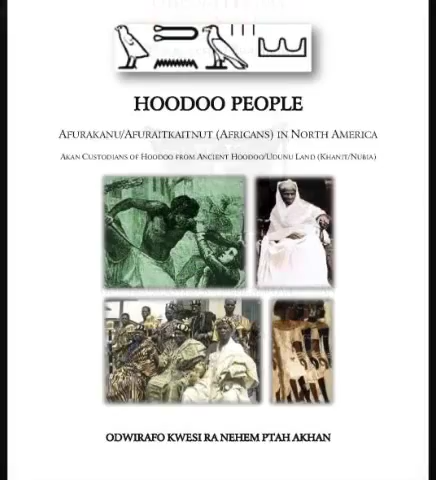 HOODOO PEOPLE
AFURAKANU/AFURAITKAITNUT (AFRICANS) IN NORTH AMERICA
AKAN CUSTODIANS OF HOODOO FROM ANCIENT HOODOO/UDUNU LAND (KHANIT/NUBIA)
ODWIRAFO KWESI RA NEHEM PTAH AKHAN